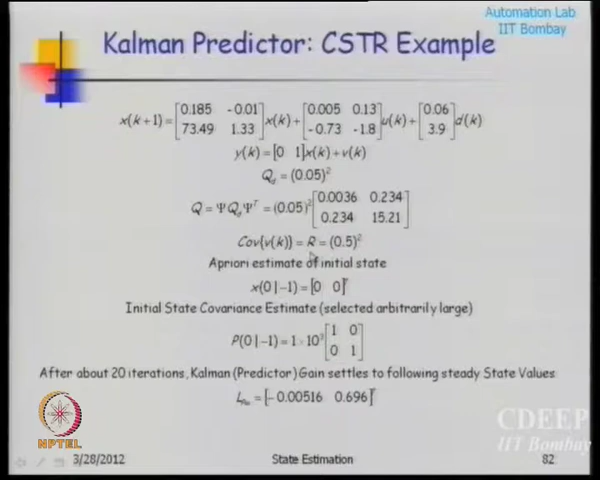 Automation Lab
IIT Bombay
Kalman Predictor: CSTR Example
x(k+1) = [0.185 -0.01; 73.49 1.33] x(k) + [0.005 0.13; -0.73 -1.8] u(k) + [0.06; 3.9] d(k)
y(k) = [0 1]x(k) + v(k)
Q_d = (0.05)²
Q = ΨQ_dΨ^T = (0.05)² [0.0036 0.234; 0.234 15.21]
Cov{v(k)} = R = (0.5)²
Apriori estimate of initial state
x(0|-1) = [0 0]^T
Initial State Covariance Estimate (selected arbitrarily large)
P(0|-1) = 1·10³ [1 0; 0 1]
After about 20 iterations, Kalman (Predictor) Gain settles to following steady State Values
L_∞ = [-0.00516 0.696]^T
NPTEL
CDEEP
IIT Bombay
3/28/2012 State Estimation 82